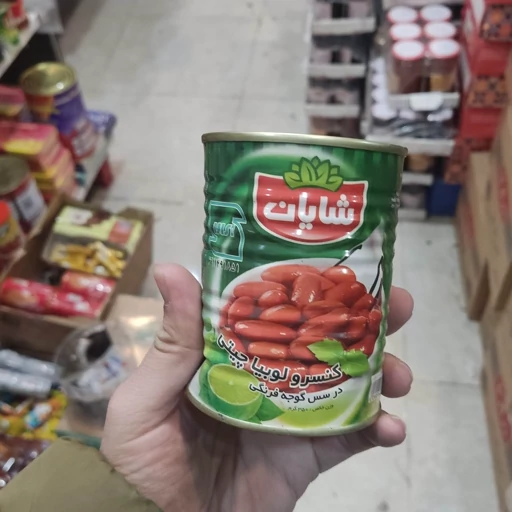 شایان
کنسرو لوبیا چیتی
در سس گوجه فرنگی